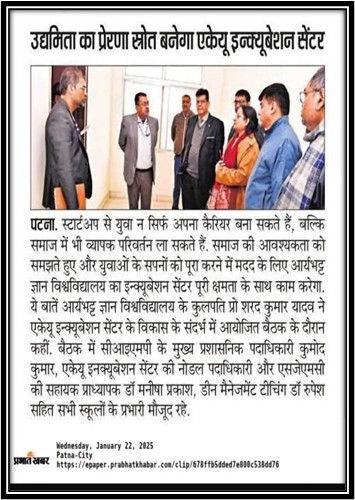 उद्यमिता का प्रेरणा स्रोत बनेगा एकेयू इन्क्यूबेशन सेंटर
पटना. स्टार्टअप से युवा न सिर्फ अपना कैरियर बना सकते हैं, बल्कि
समाज में भी व्यापक परिवर्तन ला सकते हैं. समाज की आवश्यकता को
समझते हुए और युवाओं के सपनों को पूरा करने में मदद के लिए आर्यभट्ट
ज्ञान विश्वविद्यालय का इन्क्यूबेशन सेंटर पूरी क्षमता के साथ काम करेगा.
ये बातें आर्यभट्ट ज्ञान विश्वविद्यालय के कुलपति प्रो शरद कुमार यादव ने
एकेयू इन्क्यूबेशन सेंटर के विकास के संदर्भ में आयोजित बैठक के दौरान
कहीं. बैठक में सीआइएमपी के मुख्य प्रशासनिक पदाधिकारी कुमोद
कुमार, एकेयू इन्क्यूबेशन सेंटर की नोडल पदाधिकारी और एसजेएमसी
की सहायक प्राध्यापक डॉ मनीषा प्रकाश, डीन मैनेजमेंट टीचिंग डॉ रुपेश
सहित सभी स्कूलों के प्रभारी मौजूद रहे.
प्रभात खबर
Wednesday, January 22, 2025
Patna-City
https://epaper.prabhatkhabar.com/clip/678ffb5dded7e800c538dd76